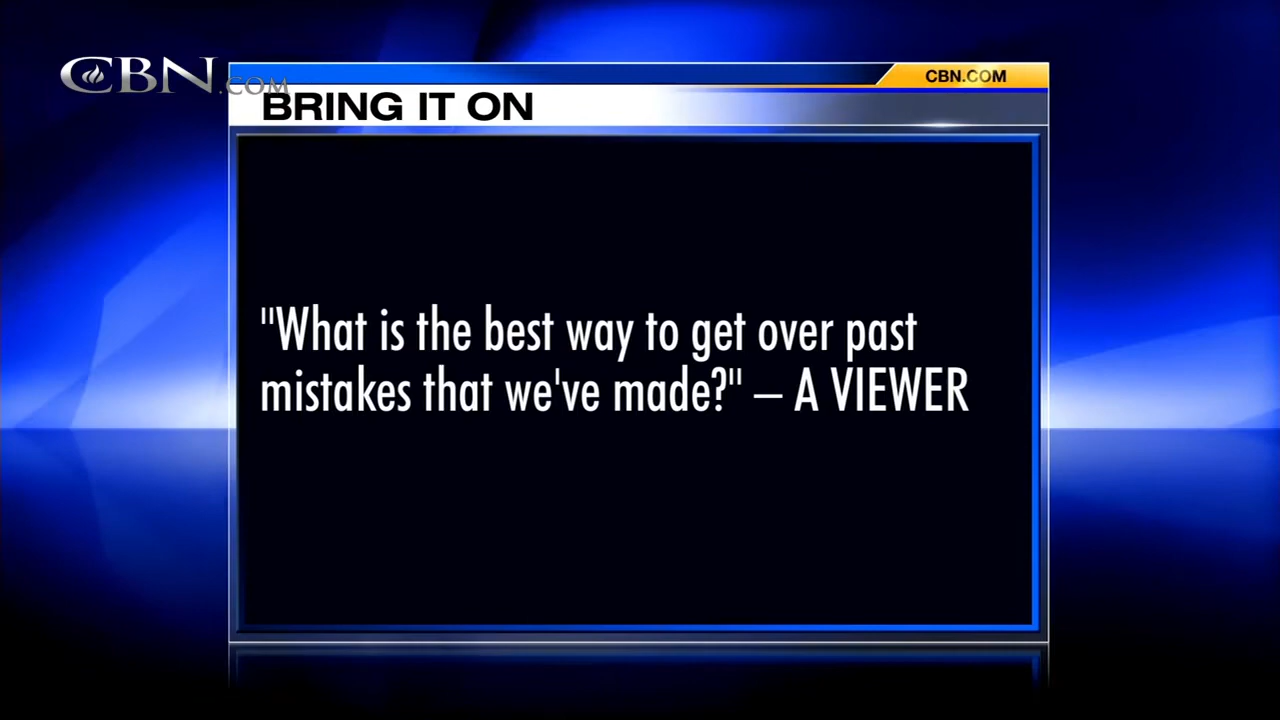 CBN.COM
CBN.COM
BRING IT ON
"What is the best way to get over past
mistakes that we've made?" – A VIEWER